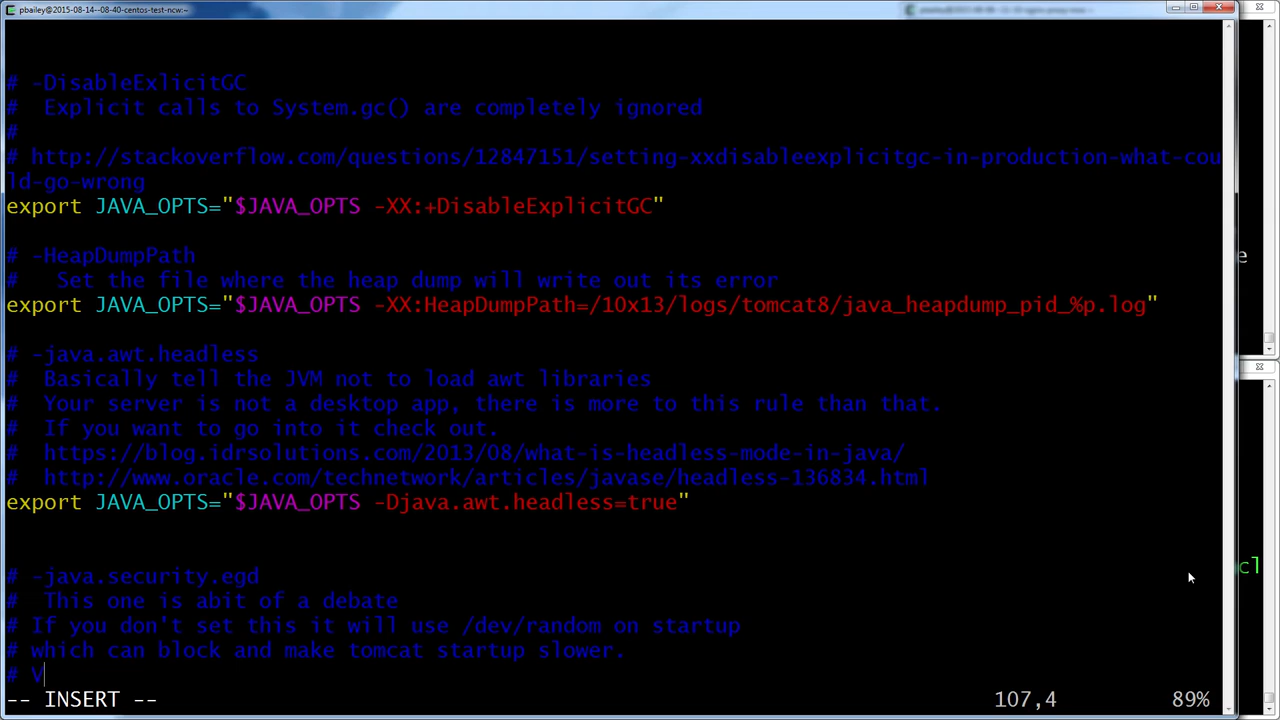 pbailey@2015-08-14--08-40-centos-test-ncw:~
# -DisableExlicitGC
#  Explicit calls to System.gc() are completely ignored
#
# http://stackoverflow.com/questions/12847151/setting-xxdisableexplicitgc-in-production-what-cou
ld-go-wrong
export JAVA_OPTS="$JAVA_OPTS -XX:+DisableExplicitGC"
# -HeapDumpPath
#   Set the file where the heap dump will write out its error
export JAVA_OPTS="$JAVA_OPTS -XX:HeapDumpPath=/10x13/logs/tomcat8/java_heapdump_pid_%p.log"
# -java.awt.headless
#  Basically tell the JVM not to load awt libraries
#  Your server is not a desktop app, there is more to this rule than that.
#  If you want to go into it check out.
#  https://blog.idrsolutions.com/2013/08/what-is-headless-mode-in-java/
#  http://www.oracle.com/technetwork/articles/javase/headless-136834.html
export JAVA_OPTS="$JAVA_OPTS -Djava.awt.headless=true"
# -java.security.egd
#  This one is abit of a debate
# If you don't set this it will use /dev/random on startup
# which can block and make tomcat startup slower.
# V
-- INSERT -- 107,4 89%
e
cl